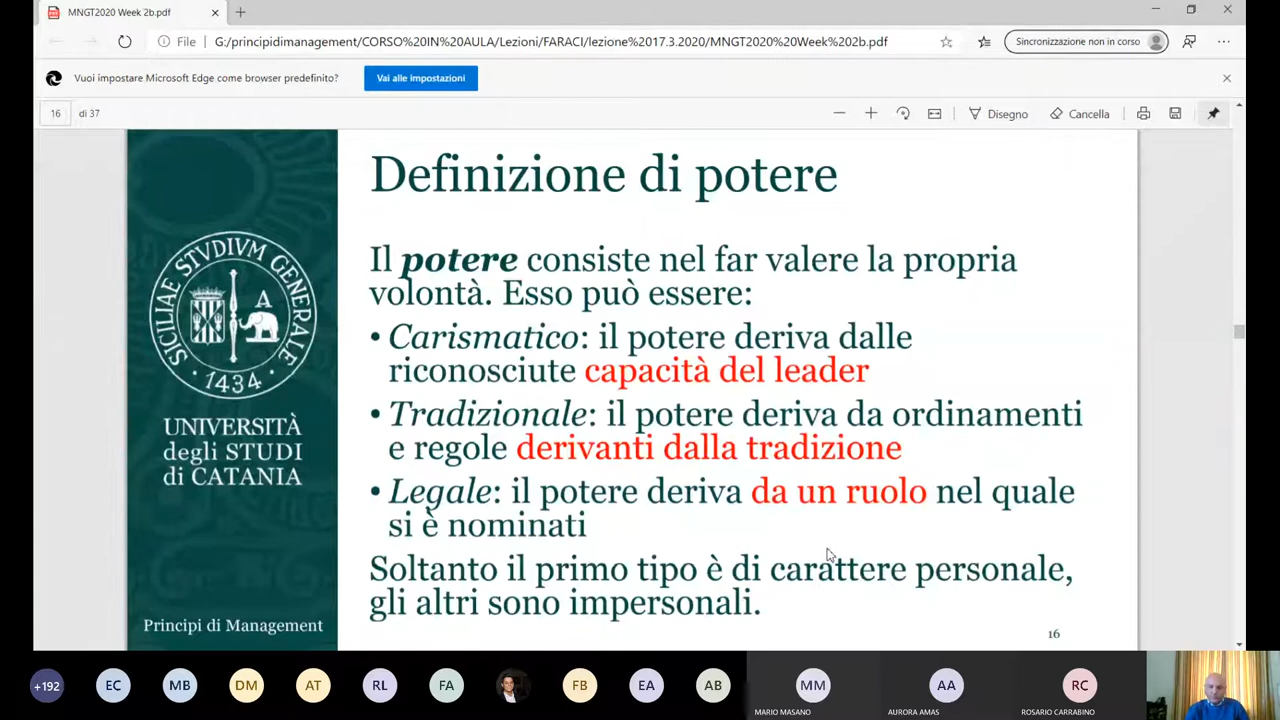 MNGT2020 Week 2b.pdf
File
G:/principidimanagement/CORSO%20IN%20AULA/Lezioni/FARACI/lezione%2017.3.2020/MNGT2020%20Week%202b.pdf
Sincronizzazione non in corso
Vuoi impostare Microsoft Edge come browser predefinito?
Vai alle impostazioni
16 di 37
Disegno
Cancella
Definizione di potere
Il potere consiste nel far valere la propria
volontà. Esso può essere:
• Carismatico: il potere deriva dalle
riconosciute capacità del leader
• Tradizionale: il potere deriva da ordinamenti
e regole derivanti dalla tradizione
• Legale: il potere deriva da un ruolo nel quale
si è nominati
Soltanto il primo tipo è di carattere personale,
gli altri sono impersonali.
16
SICILIAE STVDIVM GENERALE
A
1434
UNIVERSITÀ
degli STUDI
di CATANIA
Principi di Management
+192
EC
MB
DM
AT
RL
FA
FB
EA
AB
MM
AA
RC
MARIO MASANO
AURORA AMAS
ROSARIO CARRABINO